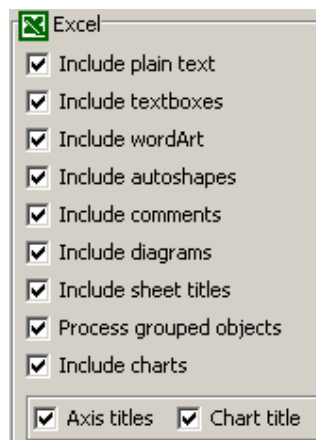 Excel
Include plain text
Include textboxes
Include wordArt
Include autoshapes
Include comments
Include diagrams
Include sheet titles
Process grouped objects
Include charts
Axis titles Chart title